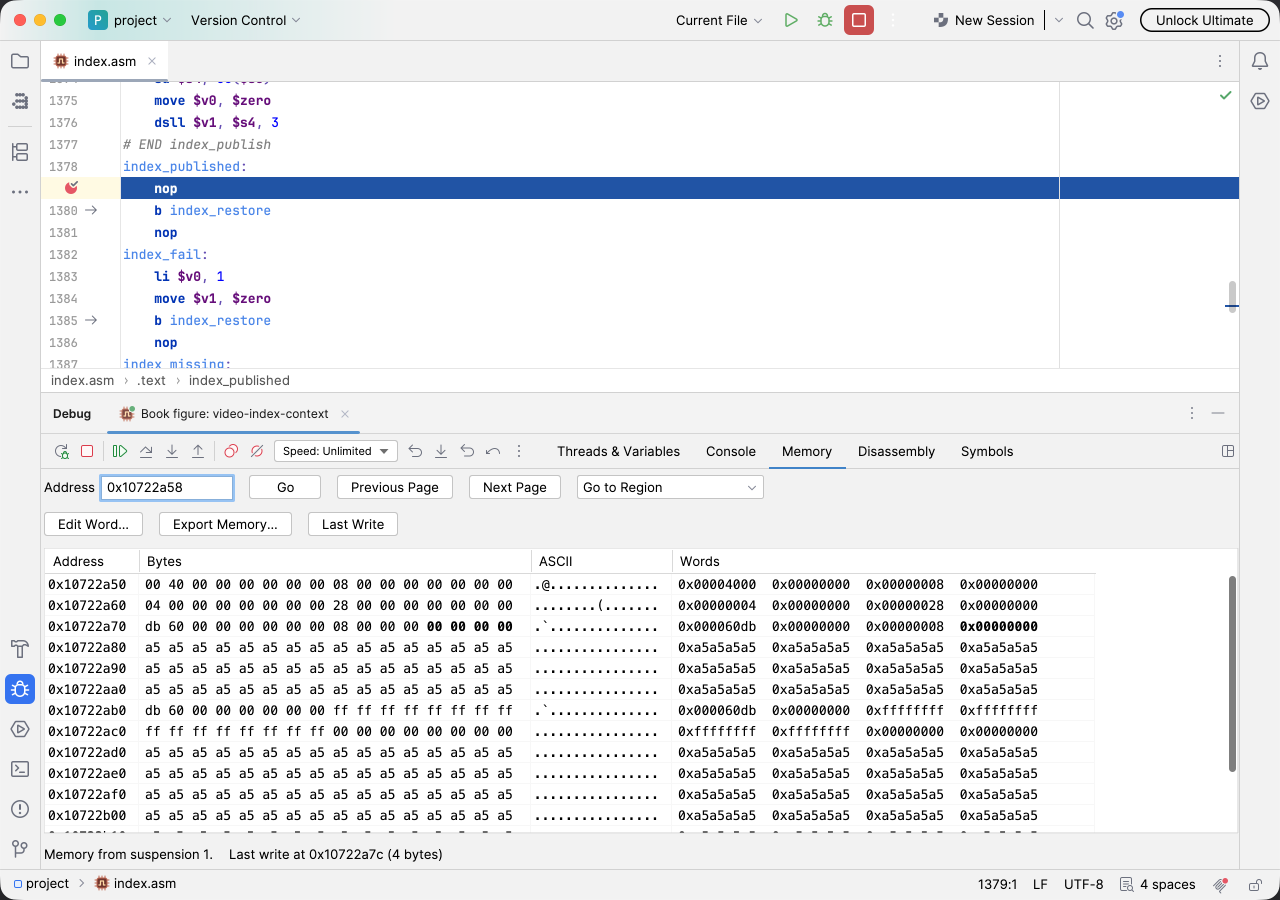 P project Version Control Current File New Session Unlock Ultimate
index.asm
1375 move $v0, $zero
1376 dsll $v1, $s4, 3
1377 # END index_publish
1378 index_published:
nop
1380 b index_restore
1381 nop
1382 index_fail:
1383 li $v0, 1
1384 move $v1, $zero
1385 b index_restore
1386 nop
1387 index_missing:
index.asm › .text › index_published
Debug Book figure: video-index-context
Speed: Unlimited Threads & Variables Console Memory Disassembly Symbols
Address 0x10722a58 Go Previous Page Next Page Go to Region
Edit Word... Export Memory... Last Write
Address Bytes ASCII Words
0x10722a50 00 40 00 00 00 00 00 00 08 00 00 00 00 00 00 00 .@.............. 0x00004000 0x00000000 0x00000008 0x00000000
0x10722a60 04 00 00 00 00 00 00 00 28 00 00 00 00 00 00 00 ........(....... 0x00000004 0x00000000 0x00000028 0x00000000
0x10722a70 db 60 00 00 00 00 00 00 08 00 00 00 00 00 00 00 .`.............. 0x000060db 0x00000000 0x00000008 0x00000000
0x10722a80 a5 a5 a5 a5 a5 a5 a5 a5 a5 a5 a5 a5 a5 a5 a5 a5 ................ 0xa5a5a5a5 0xa5a5a5a5 0xa5a5a5a5 0xa5a5a5a5
0x10722a90 a5 a5 a5 a5 a5 a5 a5 a5 a5 a5 a5 a5 a5 a5 a5 a5 ................ 0xa5a5a5a5 0xa5a5a5a5 0xa5a5a5a5 0xa5a5a5a5
0x10722aa0 a5 a5 a5 a5 a5 a5 a5 a5 a5 a5 a5 a5 a5 a5 a5 a5 ................ 0xa5a5a5a5 0xa5a5a5a5 0xa5a5a5a5 0xa5a5a5a5
0x10722ab0 db 60 00 00 00 00 00 00 ff ff ff ff ff ff ff ff .`.............. 0x000060db 0x00000000 0xffffffff 0xffffffff
0x10722ac0 ff ff ff ff ff ff ff ff 00 00 00 00 00 00 00 00 ................ 0xffffffff 0xffffffff 0x00000000 0x00000000
0x10722ad0 a5 a5 a5 a5 a5 a5 a5 a5 a5 a5 a5 a5 a5 a5 a5 a5 ................ 0xa5a5a5a5 0xa5a5a5a5 0xa5a5a5a5 0xa5a5a5a5
0x10722ae0 a5 a5 a5 a5 a5 a5 a5 a5 a5 a5 a5 a5 a5 a5 a5 a5 ................ 0xa5a5a5a5 0xa5a5a5a5 0xa5a5a5a5 0xa5a5a5a5
0x10722af0 a5 a5 a5 a5 a5 a5 a5 a5 a5 a5 a5 a5 a5 a5 a5 a5 ................ 0xa5a5a5a5 0xa5a5a5a5 0xa5a5a5a5 0xa5a5a5a5
0x10722b00 a5 a5 a5 a5 a5 a5 a5 a5 a5 a5 a5 a5 a5 a5 a5 a5 ................ 0xa5a5a5a5 0xa5a5a5a5 0xa5a5a5a5 0xa5a5a5a5
Memory from suspension 1. Last write at 0x10722a7c (4 bytes)
project › index.asm 1379:1 LF UTF-8 4 spaces